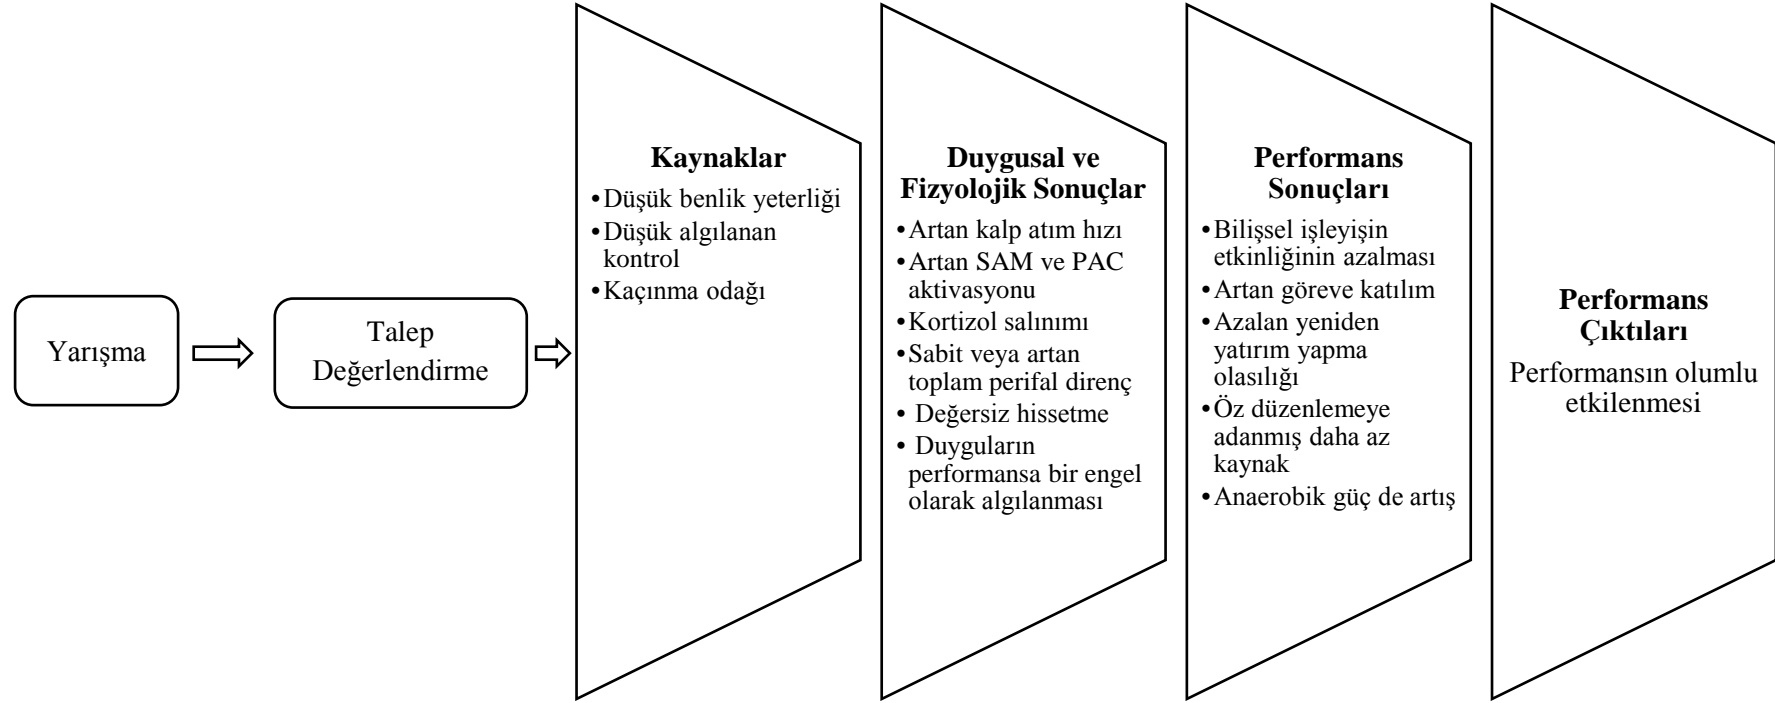 Yarışma
Talep
Değerlendirme
Kaynaklar
•Düşük benlik yeterliği
•Düşük algılanan
kontrol
•Kaçınma odağı
Duygusal ve
Fizyolojik Sonuçlar
•Artan kalp atım hızı
•Artan SAM ve PAC
aktivasyonu
•Kortizol salınımı
•Sabit veya artan
toplam perifal direnç
• Değersiz hissetme
• Duyguların
performansa bir engel
olarak algılanması
Performans
Sonuçları
•Bilişsel işleyişin
etkinliğinin azalması
•Artan göreve katılım
•Azalan yeniden
yatırım yapma
olasılığı
•Öz düzenlemeye
adanmış daha az
kaynak
•Anaerobik güç de artış
Performans
Çıktıları
Performansın olumlu
etkilenmesi